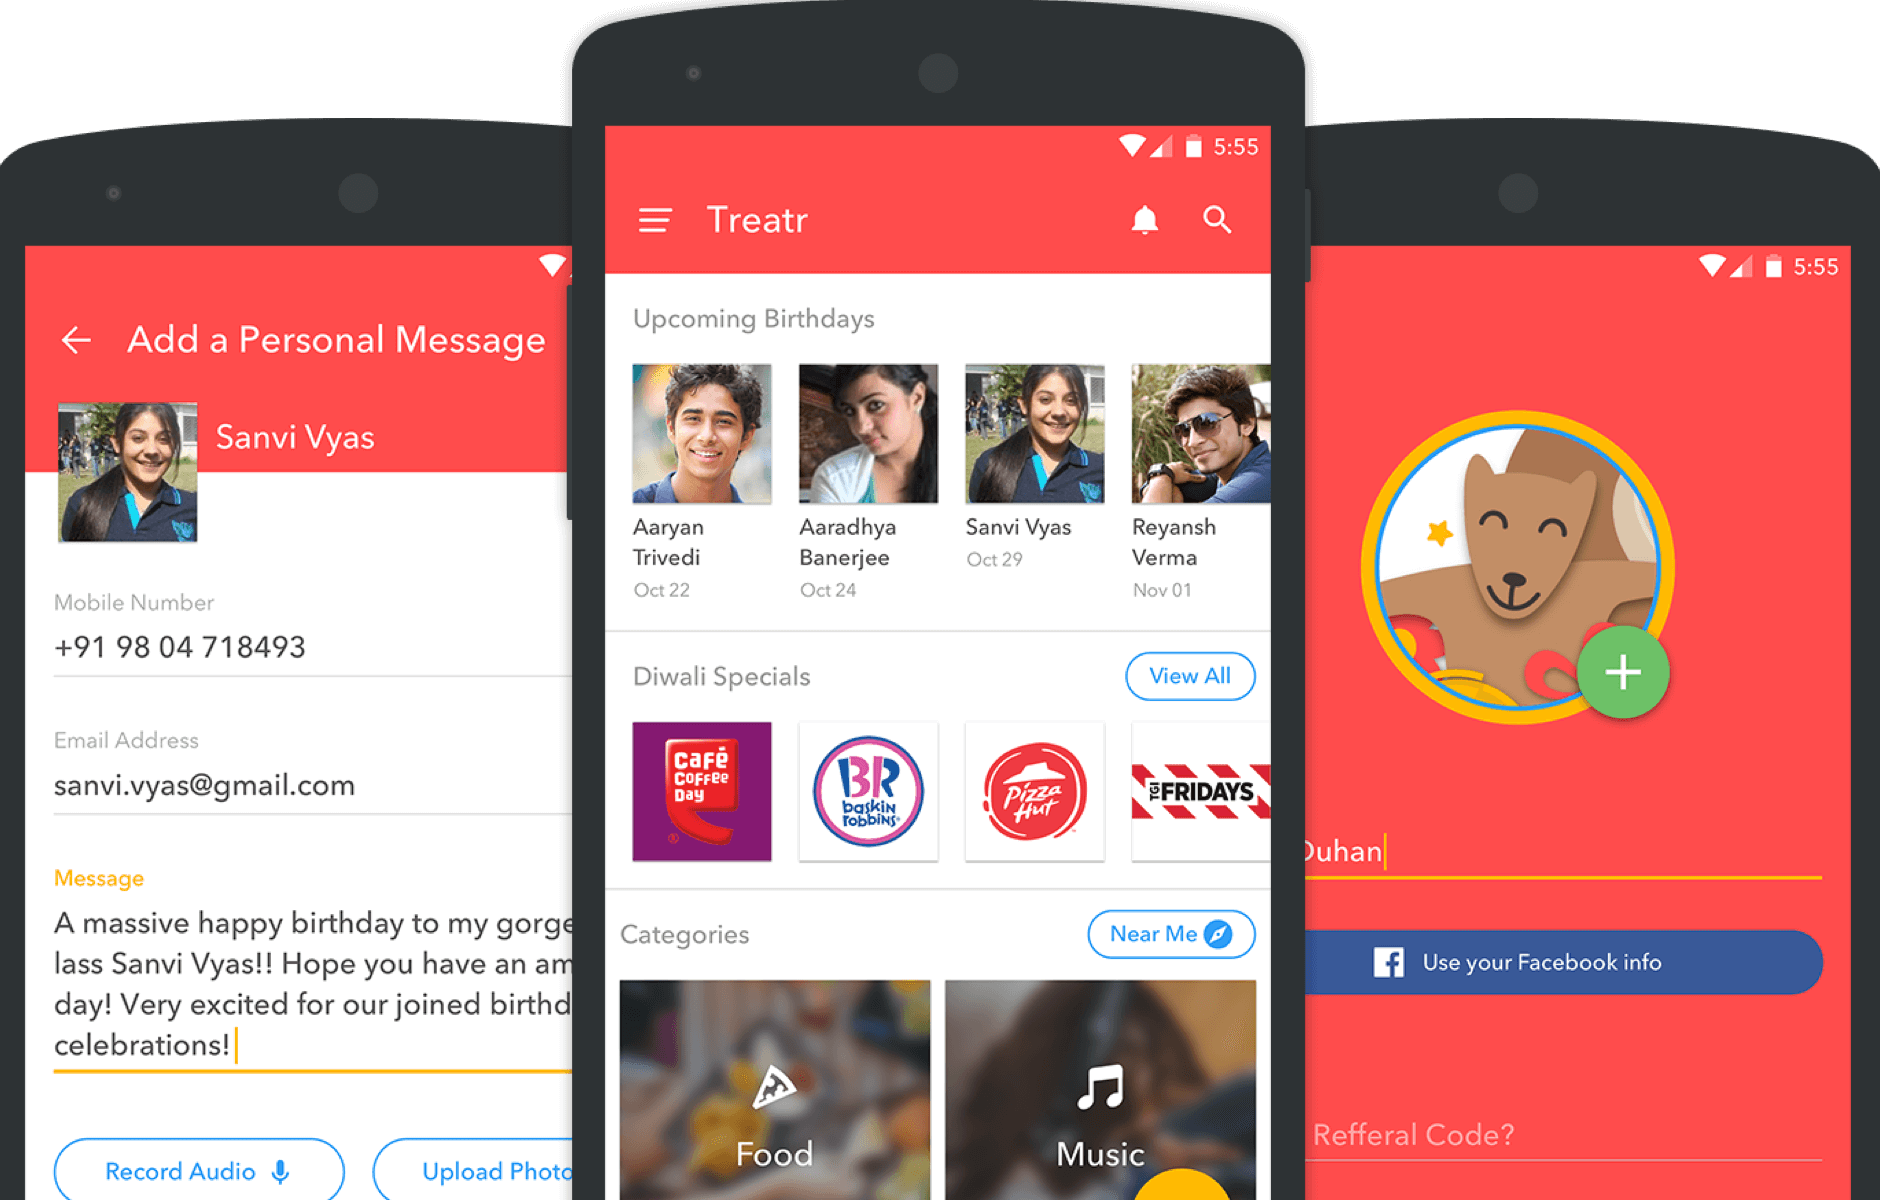 Add a Personal Message
Sanvi Vyas
Mobile Number
+91 98 04 718493
Email Address
sanvi.vyas@gmail.com
Message
A massive happy birthday to my gorge
lass Sanvi Vyas!! Hope you have an am
day! Very excited for our joined birthd
celebrations!
Record Audio
Upload Photo
5:55
Treatr
Upcoming Birthdays
Aaryan
Trivedi
Oct 22
Aaradhya
Banerjee
Oct 24
Sanvi Vyas
Oct 29
Reyansh
Verma
Nov 01
Diwali Specials
View All
Café
Coffee
Day
BR
baskin
robbins
Pizza
Hut
TGI FRIDAYS
Categories
Near Me
Food
Music
5:55
Duhan
Use your Facebook info
Refferal Code?